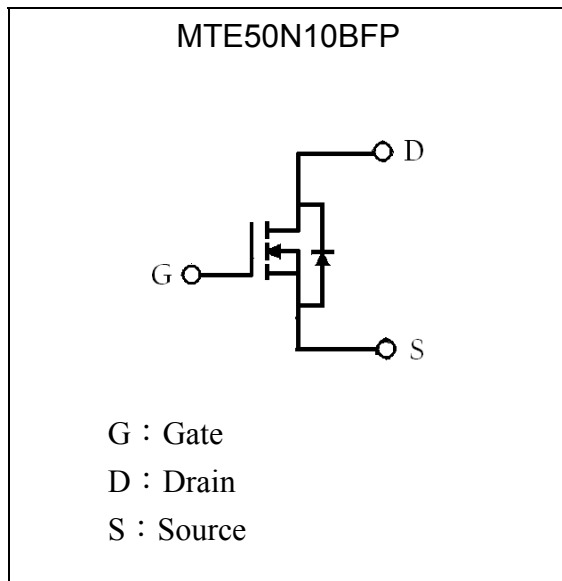 MTE50N10BFP
D
G
S
G：Gate
D：Drain
S：Source